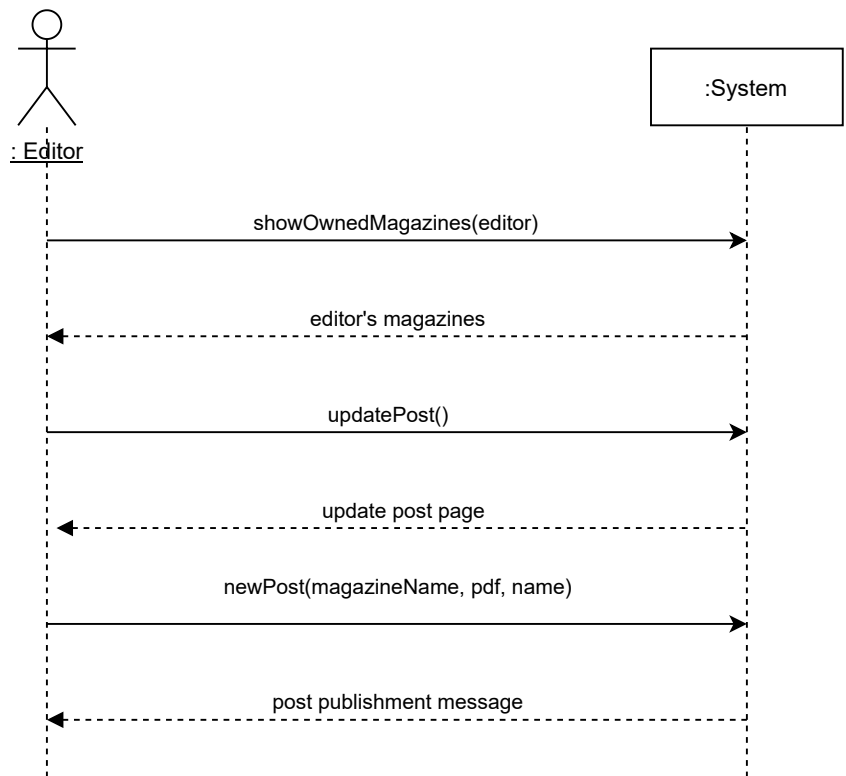 :System
: Editor
showOwnedMagazines(editor)
editor's magazines
updatePost()
update post page
newPost(magazineName, pdf, name)
post publishment message